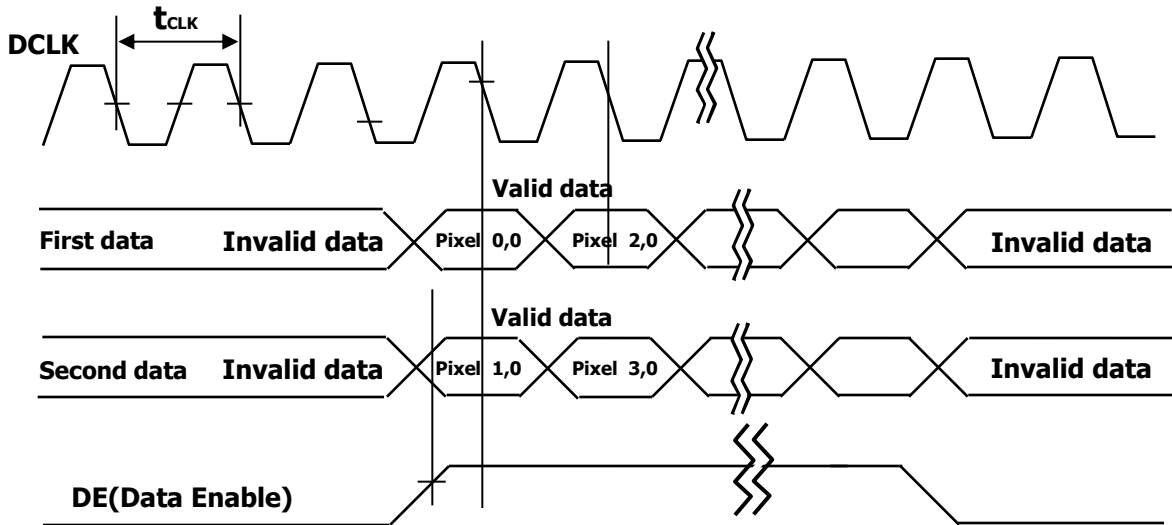 tCLK
DCLK
Valid data
First data Invalid data Pixel 0,0 Pixel 2,0 Invalid data
Valid data
Second data Invalid data Pixel 1,0 Pixel 3,0 Invalid data
DE(Data Enable)